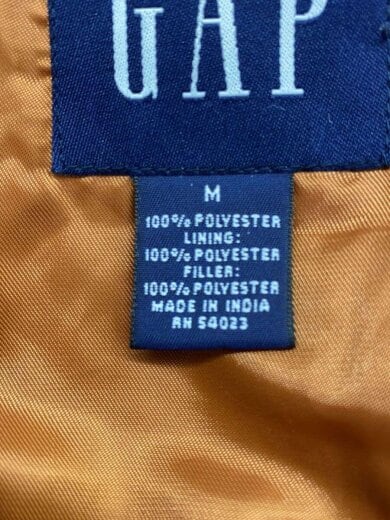 GAP
M
100% POLYESTER
LINING:
100% POLYESTER
FILLER:
100% POLYESTER
MADE IN INDIA
RN 54023